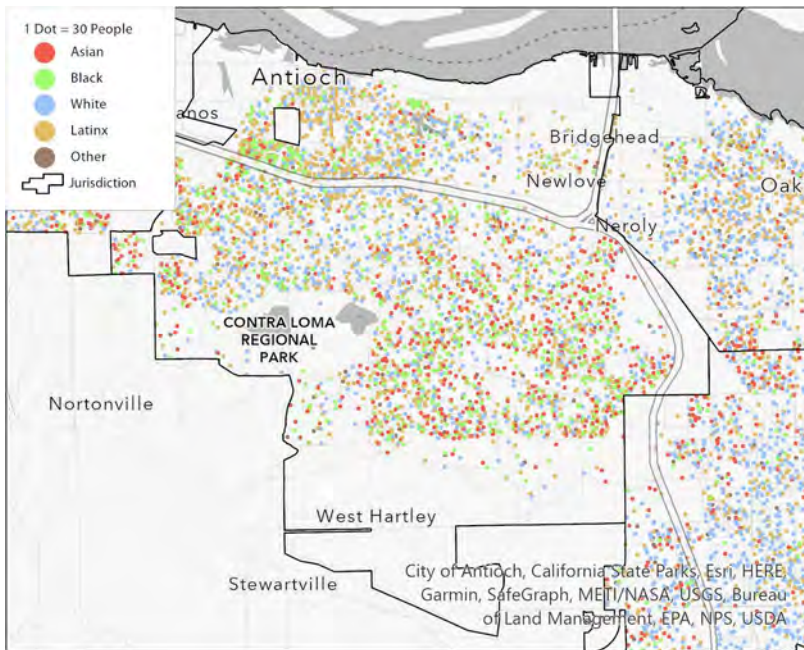 1 Dot = 30 People
Asian
Black
White
Latinx
Other
Jurisdiction
Antioch
anos
Bridgehead
Newlove
Oak
Neroly
CONTRA LOMA
REGIONAL
PARK
Nortonville
West Hartley
Stewartville
City of Antioch, California State Parks, Esri, HERE,
Garmin, SafeGraph, METI/NASA, USGS, Bureau
of Land Management, EPA, NPS, USDA